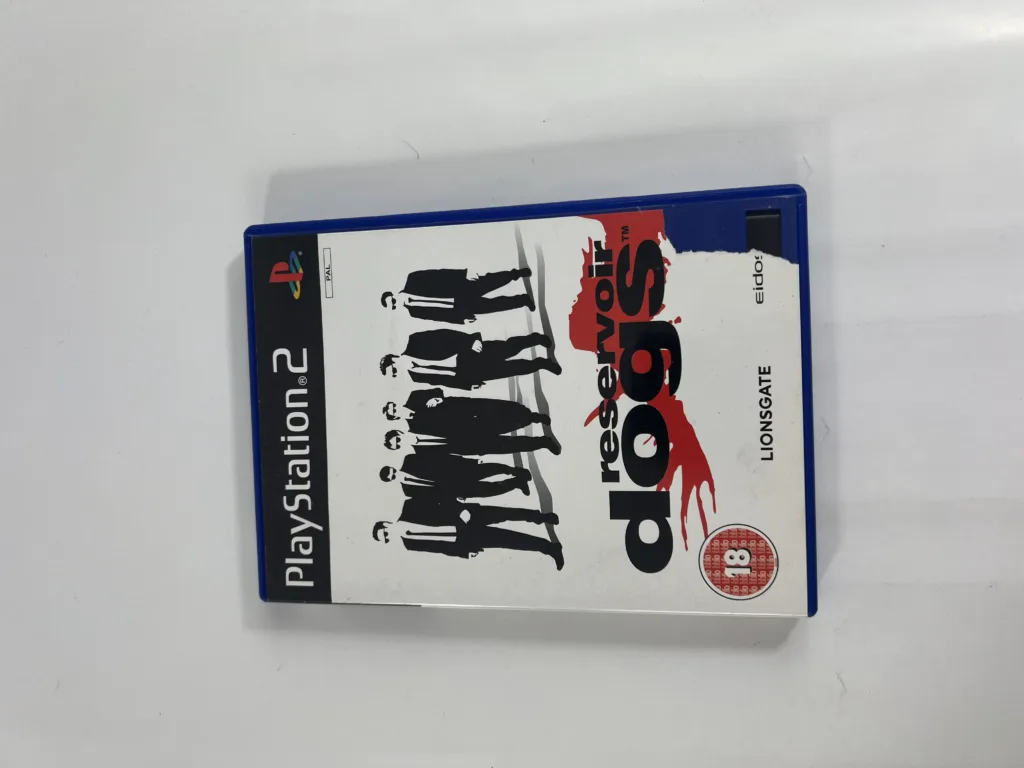 PlayStation®2
PAL
reservoir
dogs™
18
LIONSGATE
eidos